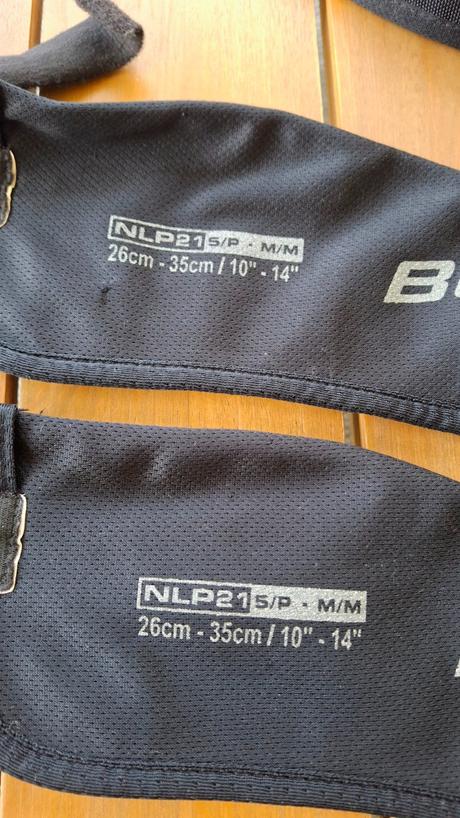 NLP21 S/P · M/M
26cm - 35cm / 10" - 14"
NLP21 S/P · M/M
26cm - 35cm / 10" - 14"